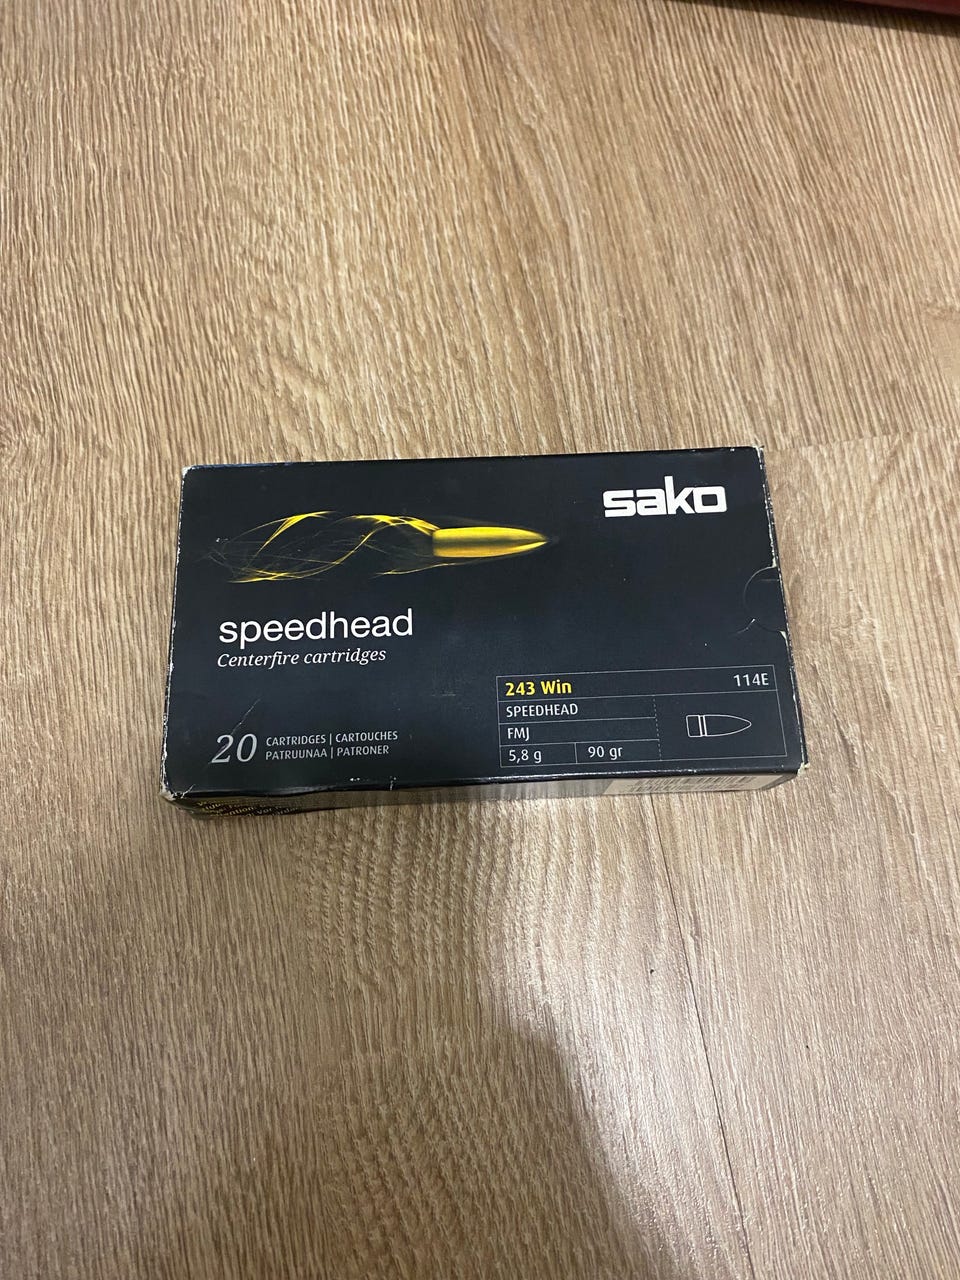 sako
speedhead
Centerfire cartridges
243 Win 114E
SPEEDHEAD
FMJ
5,8 g 90 gr
20 CARTRIDGES | CARTOUCHES
PATRUUNAA | PATRONER